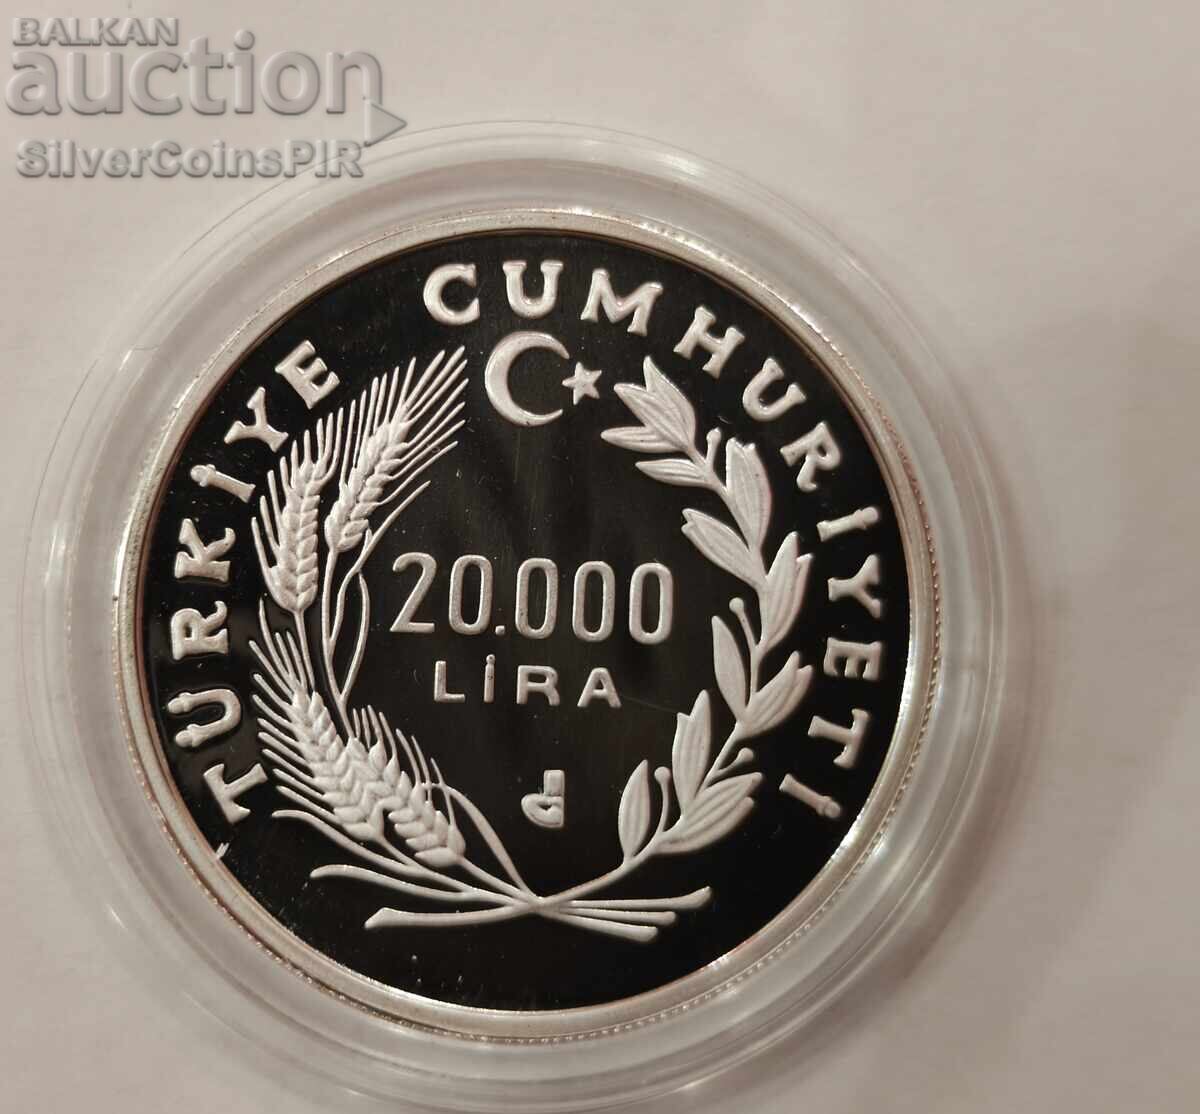 BALKAN
auction
SilverCoinsPIR
TÜRKİYE CUMHURİYETİ
20.000
LİRA